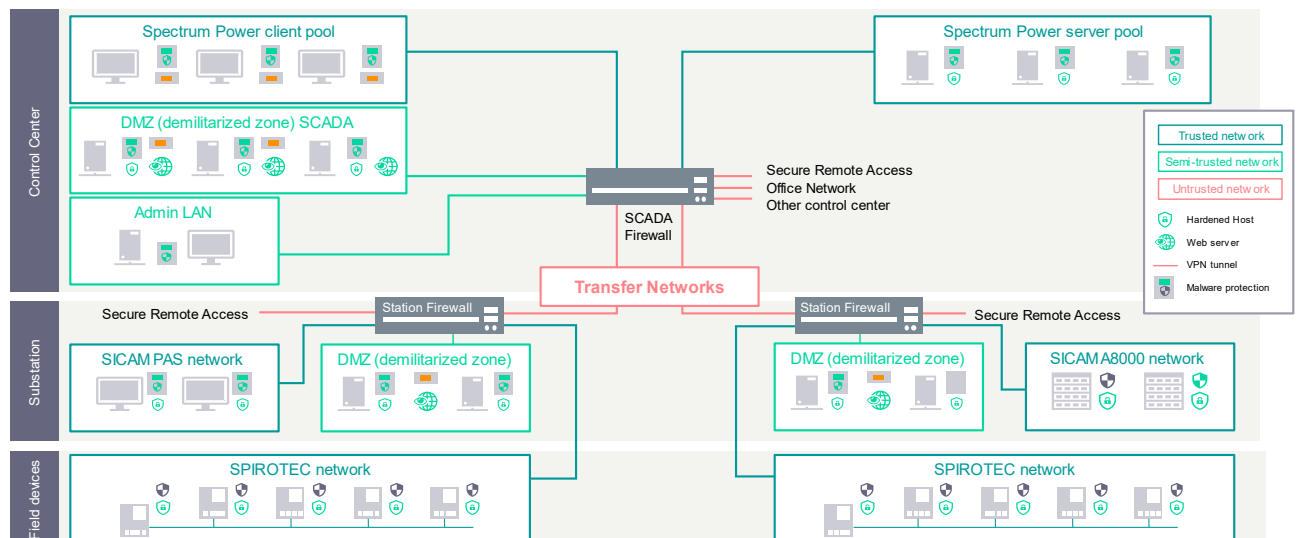 Control Center
Spectrum Power client pool
Spectrum Power server pool
DMZ (demilitarized zone) SCADA
Admin LAN
SCADA
Firewall
Secure Remote Access
Office Network
Other control center
Trusted network
Semi-trusted network
Untrusted network
Hardened Host
Web server
VPN tunnel
Malware protection
Transfer Networks
Substation
Secure Remote Access
Station Firewall
Station Firewall
Secure Remote Access
SICAM PAS network
DMZ (demilitarized zone)
DMZ (demilitarized zone)
SICAM A8000 network
Field devices
SPIROTEC network
SPIROTEC network